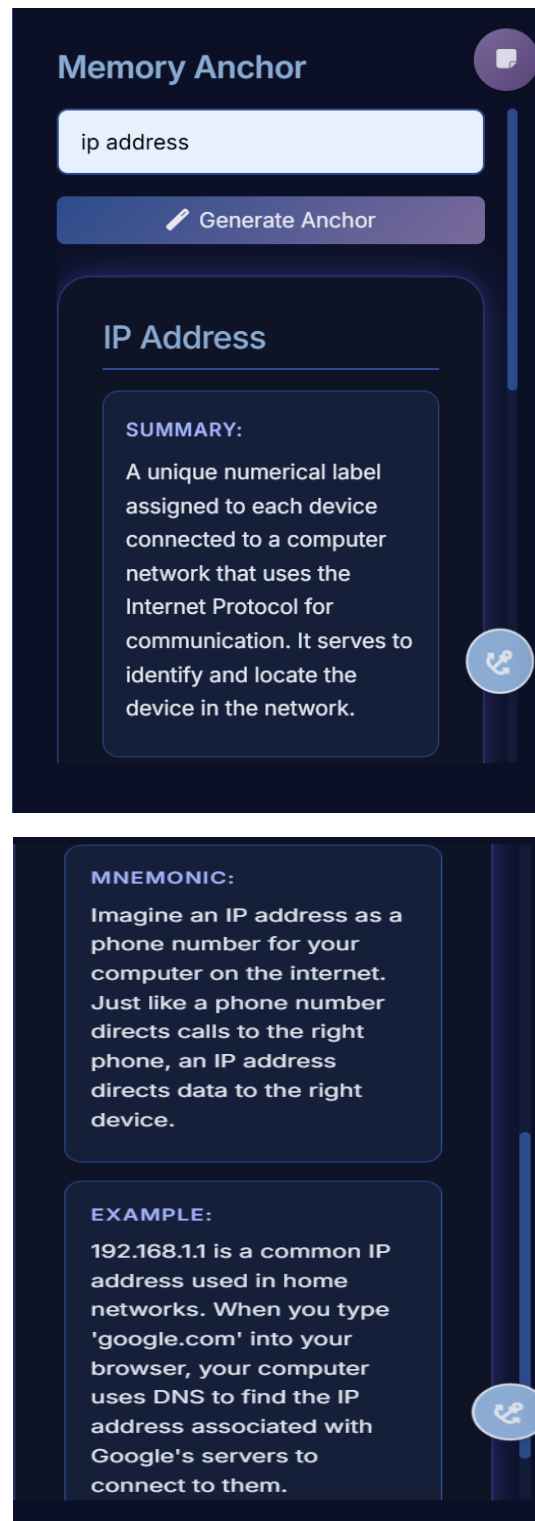 Memory Anchor
ip address
Generate Anchor
IP Address
SUMMARY:
A unique numerical label
assigned to each device
connected to a computer
network that uses the
Internet Protocol for
communication. It serves to
identify and locate the
device in the network.
MNEMONIC:
Imagine an IP address as a
phone number for your
computer on the internet.
Just like a phone number
directs calls to the right
phone, an IP address
directs data to the right
device.
EXAMPLE:
192.168.1.1 is a common IP
address used in home
networks. When you type
'google.com' into your
browser, your computer
uses DNS to find the IP
address associated with
Google's servers to
connect to them.